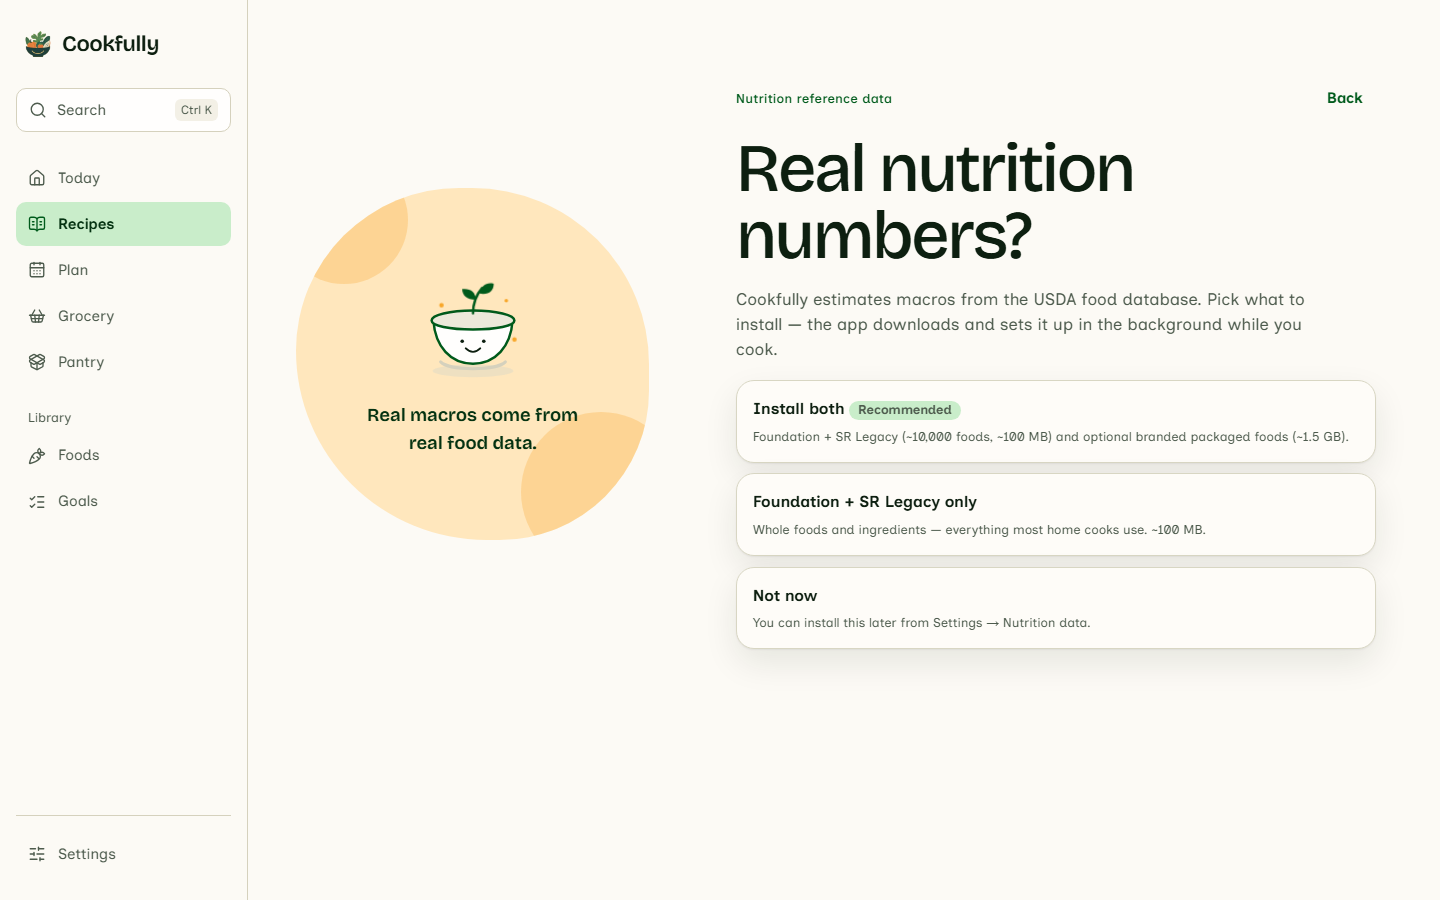 Cookfully
Search
Ctrl K
Today
Recipes
Plan
Grocery
Pantry
Library
Foods
Goals
Settings
Real macros come from
real food data.
Nutrition reference data
Back
Real nutrition
numbers?
Cookfully estimates macros from the USDA food database. Pick what to
install — the app downloads and sets it up in the background while you
cook.
Install both Recommended
Foundation + SR Legacy (~10,000 foods, ~100 MB) and optional branded packaged foods (~1.5 GB).
Foundation + SR Legacy only
Whole foods and ingredients — everything most home cooks use. ~100 MB.
Not now
You can install this later from Settings → Nutrition data.